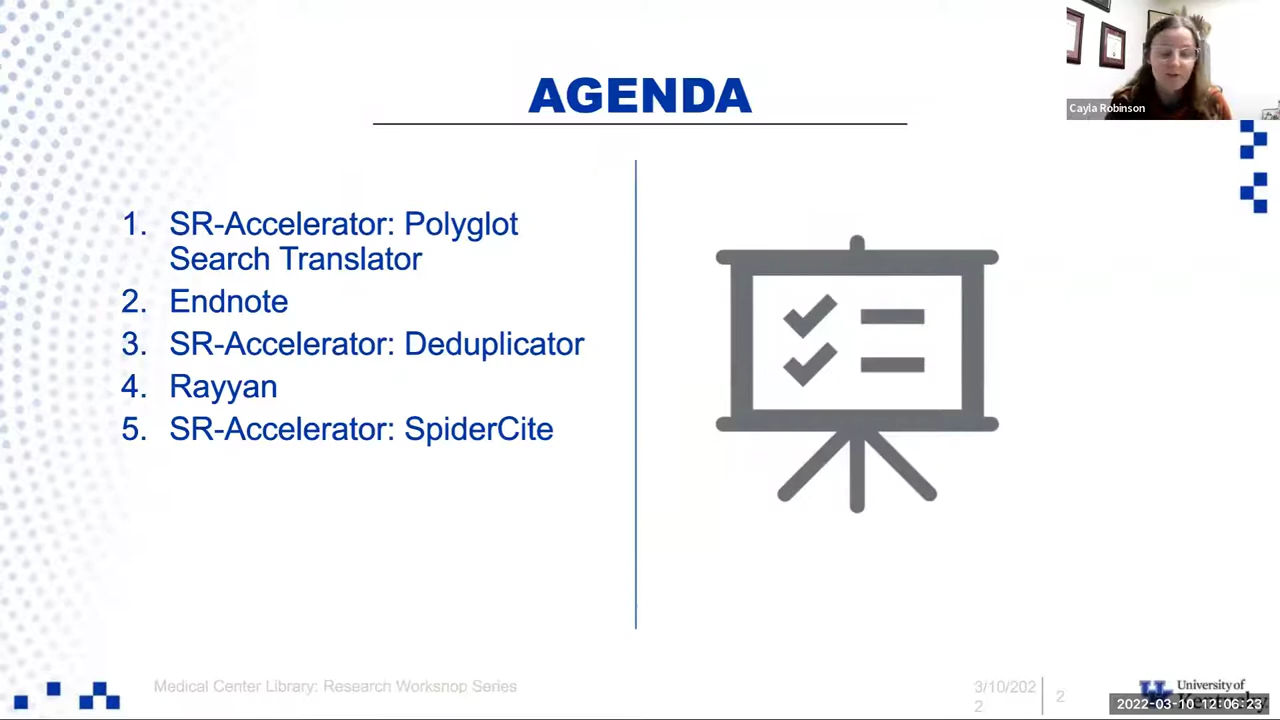 AGENDA
Cayla Robinson
1. SR-Accelerator: Polyglot
Search Translator
2. Endnote
3. SR-Accelerator: Deduplicator
4. Rayyan
5. SR-Accelerator: SpiderCite
Medical Center Library: Research Workshop Series
3/10/202
2
2
University of
Kentucky
2022-03-10 12:06:23